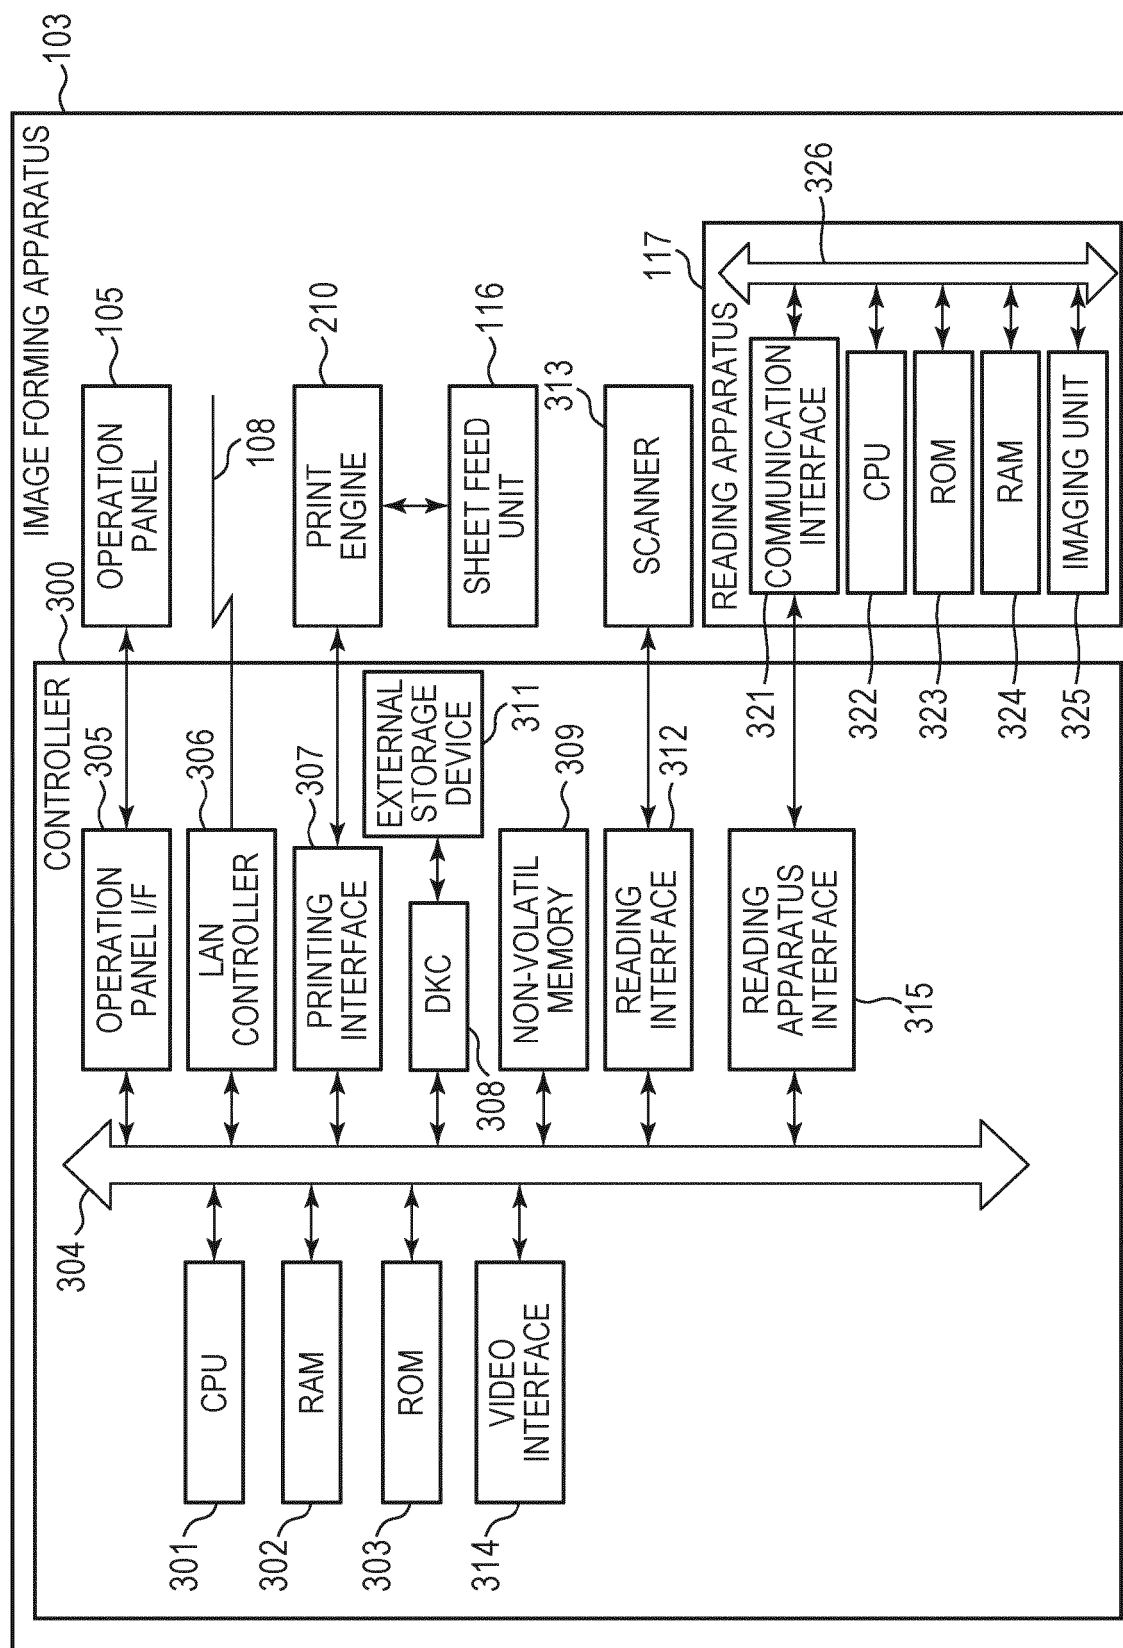 IMAGE FORMING APPARATUS
103
CONTROLLER
300
304
301
CPU
302
RAM
303
ROM
314
VIDEO
INTERFACE
OPERATION
PANEL I/F
305
LAN
CONTROLLER
306
PRINTING
INTERFACE
307
DKC
308
EXTERNAL
STORAGE
DEVICE
311
NON-VOLATIL
MEMORY
309
READING
INTERFACE
312
READING
APPARATUS
INTERFACE
315
OPERATION
PANEL
105
108
PRINT
ENGINE
210
SHEET FEED
UNIT
116
SCANNER
313
READING APPARATUS
117
326
COMMUNICATION
INTERFACE
321
CPU
322
ROM
323
RAM
324
IMAGING UNIT
325